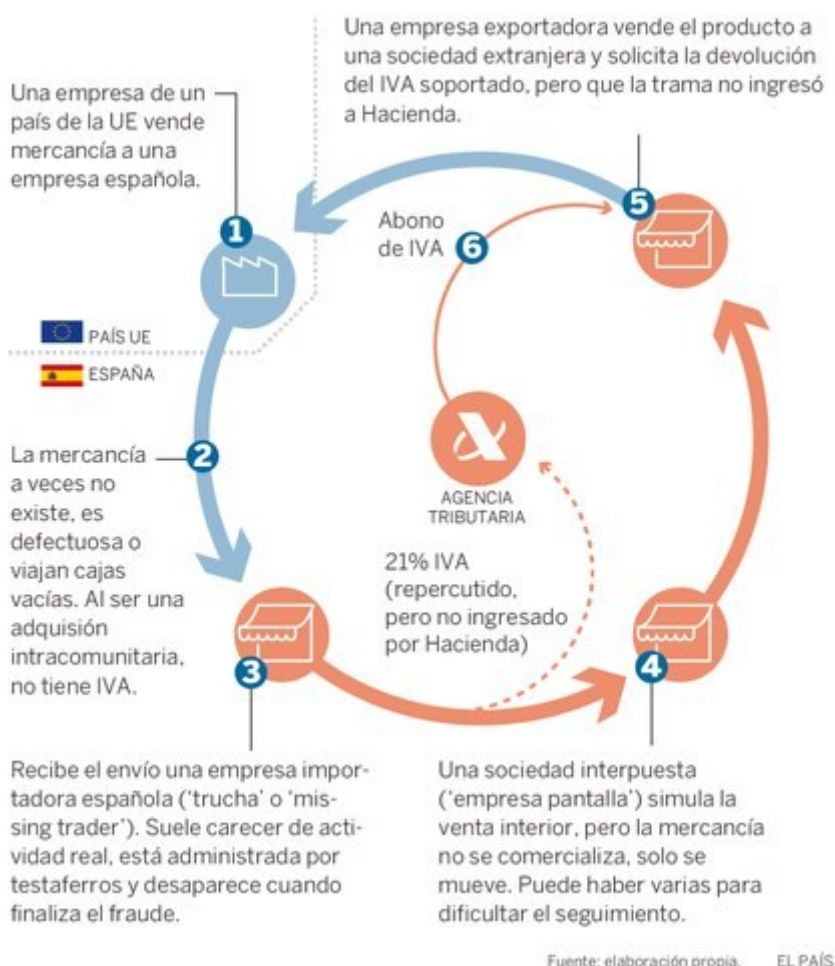 Una empresa exportadora vende el producto a
una sociedad extranjera y solicita la devolución
del IVA soportado, pero que la trama no ingresó
a Hacienda.
Una empresa de un
país de la UE vende
mercancía a una
empresa española.
1
5
Abono
de IVA
6
PAÍS UE
ESPAÑA
La mercancía
a veces no
existe, es
defectuosa o
viajan cajas
vacías. Al ser una
adquisión
intracomunitaria,
no tiene IVA.
2
AGENCIA
TRIBUTARIA
21% IVA
(repercutido,
pero no ingresado
por Hacienda)
3
4
Recibe el envío una empresa impor-
tadora española (‘trucha’ o ‘mis-
sing trader’). Suele carecer de acti-
vidad real, está administrada por
testaferros y desaparece cuando
finaliza el fraude.
Una sociedad interpuesta
(‘empresa pantalla’) simula la
venta interior, pero la mercancía
no se comercializa, solo se
mueve. Puede haber varias para
dificultar el seguimiento.
Fuente: elaboración propia. EL PAÍS